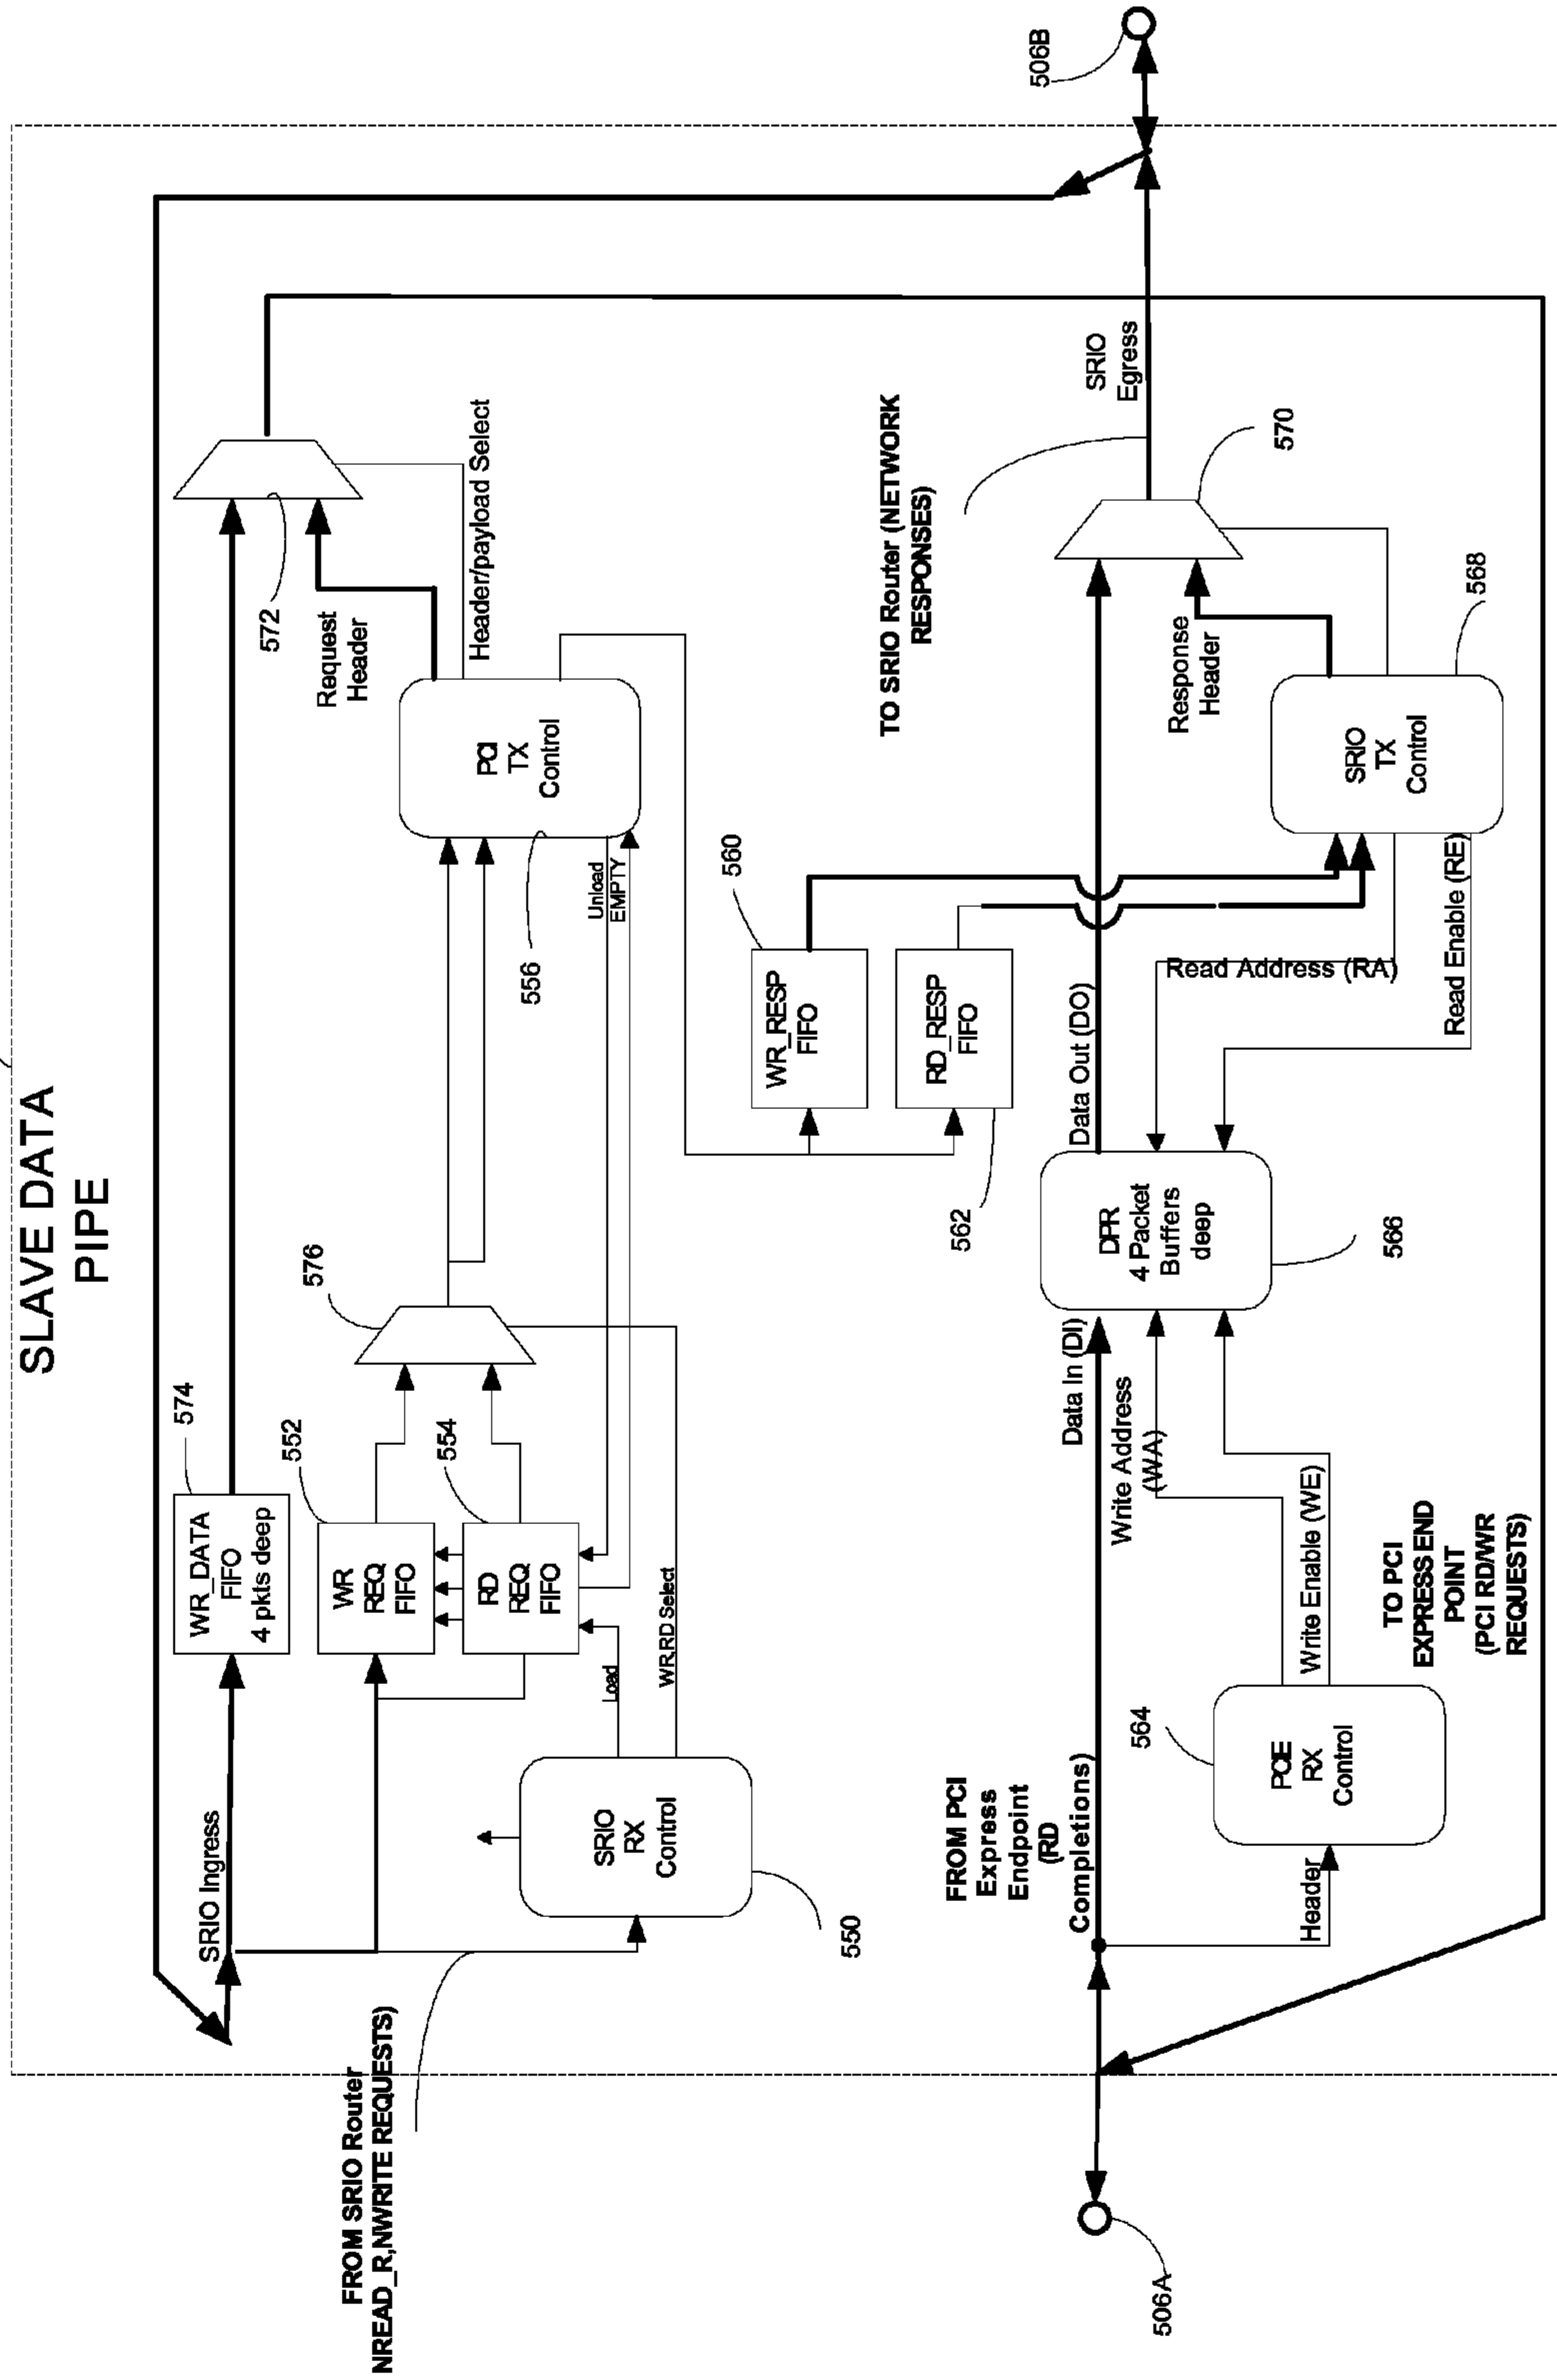 SLAVE DATA
PIPE
506B
574
WR_DATA
FIFO
4 pkts deep
SRIO Ingress
552
WR
REQ
FIFO
554
RD
REQ
FIFO
576
572
Request
Header
Header/payload Select
PCI
TX
Control
556
Unload
EMPTY
Load
WR,RD Select
SRIO
RX
Control
550
FROM SRIO Router
NREAD_R,NWRITE REQUESTS)
560
WR_RESP
FIFO
RD_RESP
FIFO
562
TO SRIO Router (NETWORK
RESPONSES)
SRIO
Egress
570
Response
Header
568
SRIO
TX
Control
Read Address (RA)
Read Enable (RE)
Data Out (DO)
DPR
4 Packet
Buffers
deep
566
Data In (DI)
Write Address
(WA)
Write Enable (WE)
FROM PCI
Express
Endpoint
(RD
Completions)
564
PCIE
RX
Control
Header
TO PCI
EXPRESS END
POINT
(PCI RD/WR
REQUESTS)
506A